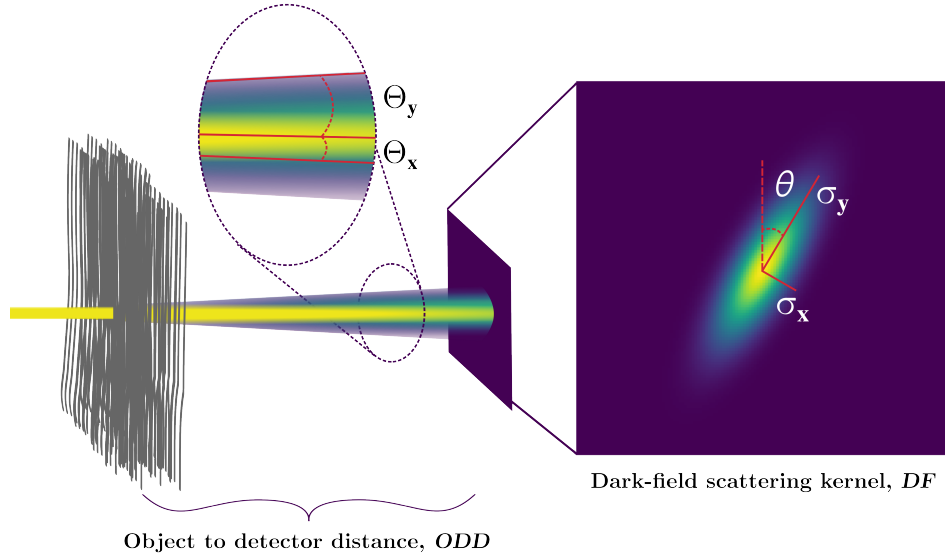 Θy
Θx
θ
σy
σx
Dark-field scattering kernel, DF
Object to detector distance, ODD